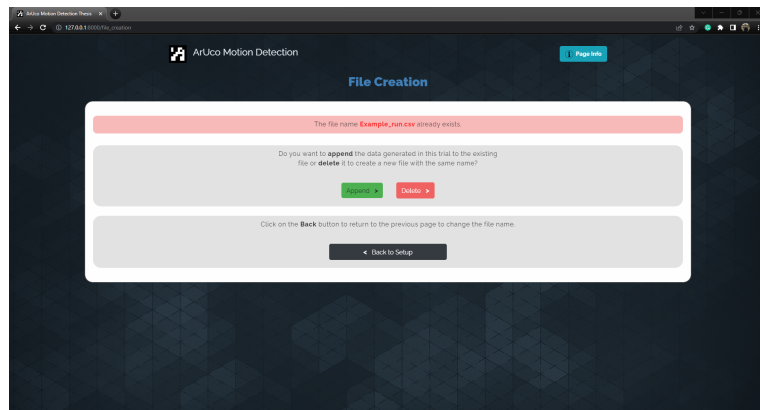 ArUco Motion Detection Thesis
127.0.0.1:8000/file_creation
ArUco Motion Detection
Page Info
File Creation
The file name Example_run.csv already exists.
Do you want to append the data generated in this trial to the existing
file or delete it to create a new file with the same name?
Append >
Delete >
Click on the Back button to return to the previous page to change the file name.
< Back to Setup